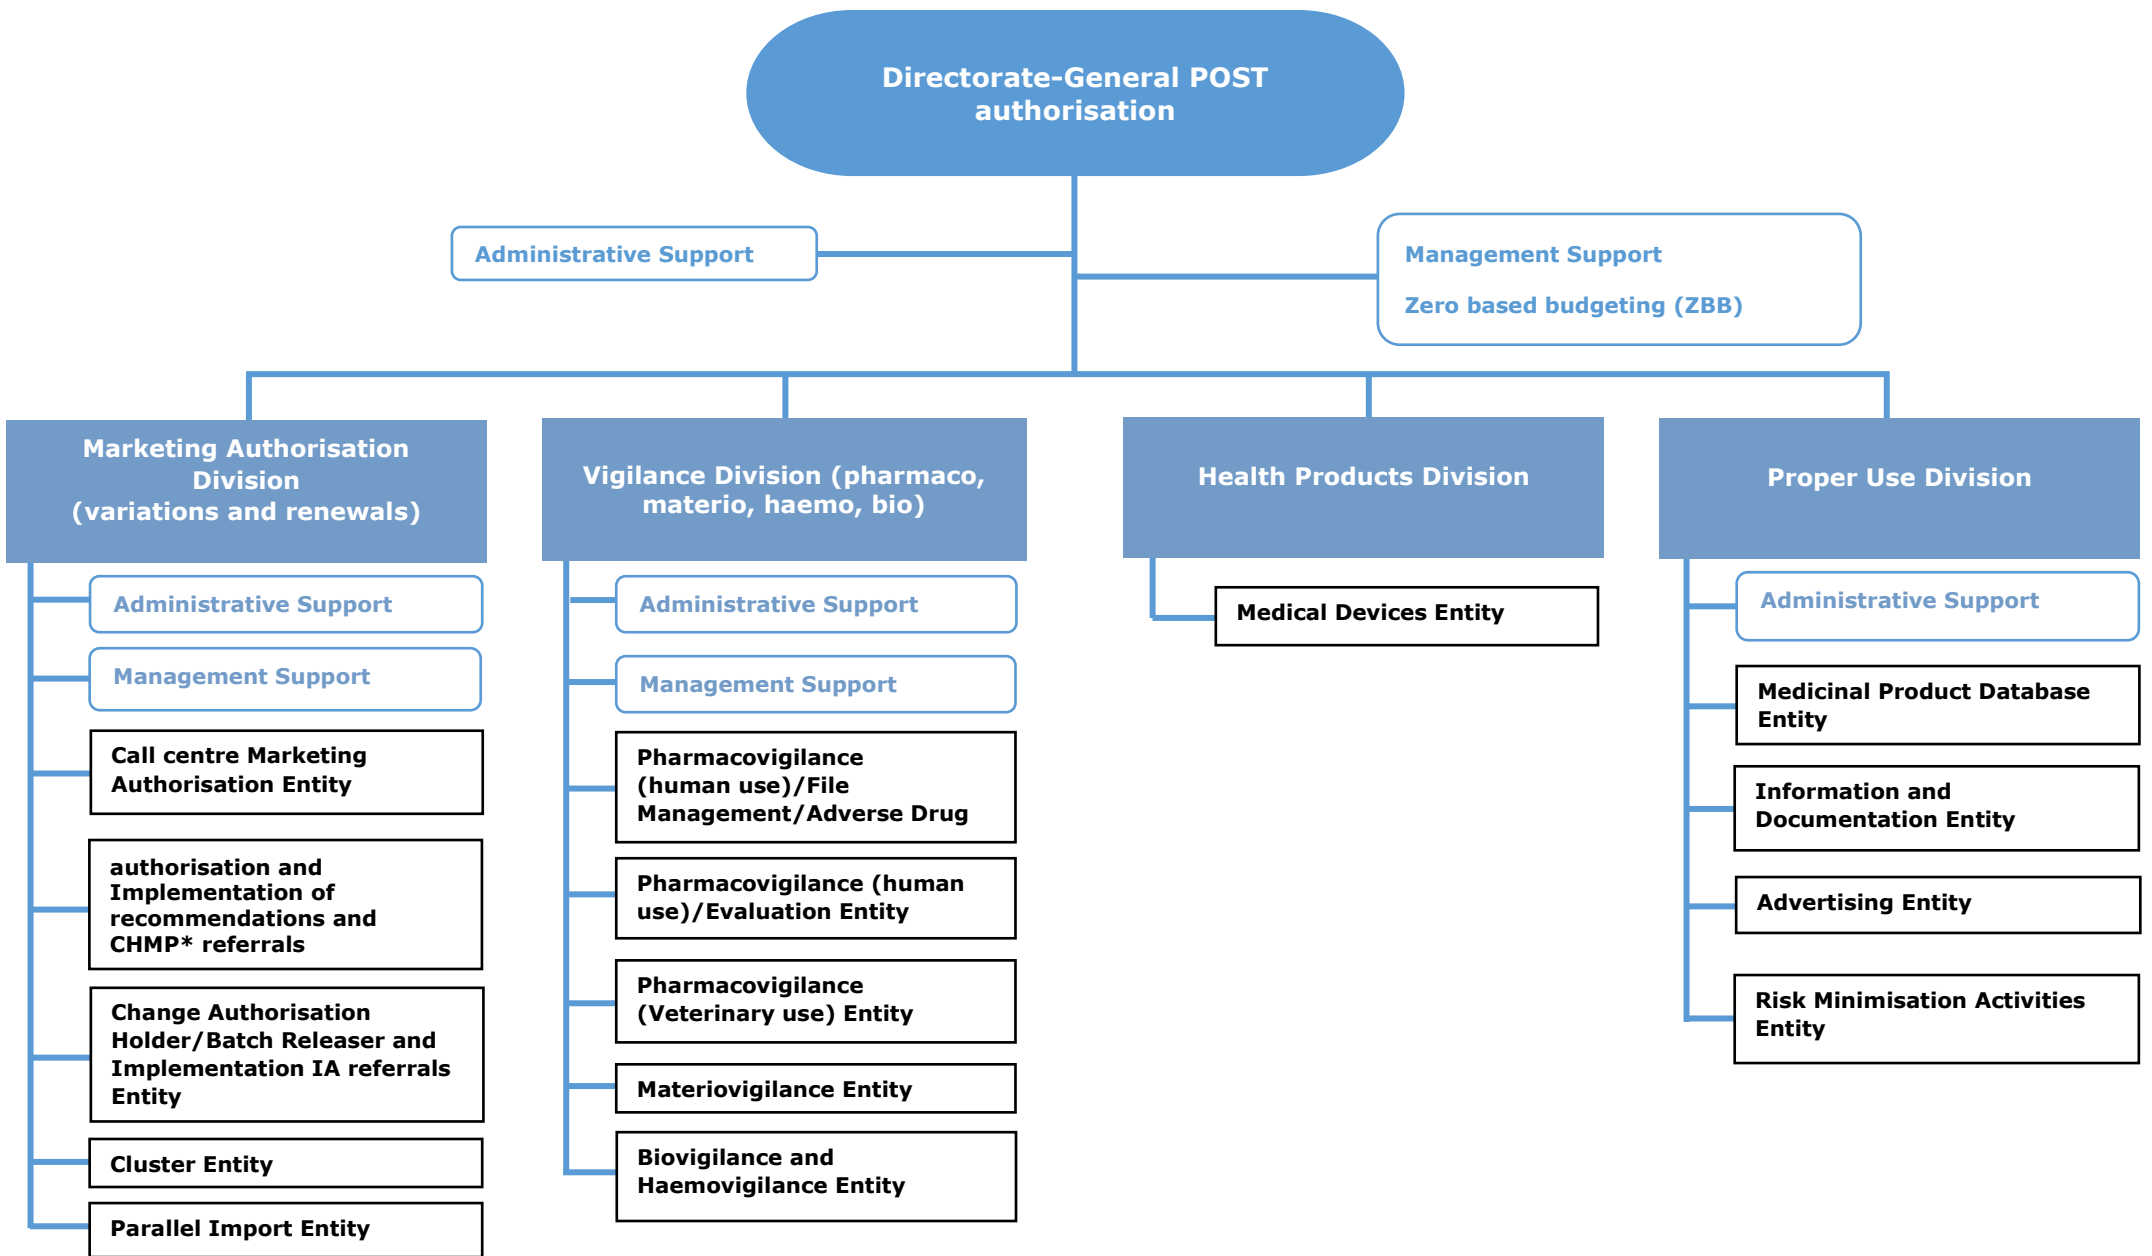 Directorate-General POST
authorisation
Administrative Support
Management Support
Zero based budgeting (ZBB)
Marketing Authorisation
Division
(variations and renewals)
Administrative Support
Management Support
Call centre Marketing
Authorisation Entity
authorisation and
Implementation of
recommendations and
CHMP* referrals
Change Authorisation
Holder/Batch Releaser and
Implementation IA referrals
Entity
Cluster Entity
Parallel Import Entity
Vigilance Division (pharmaco,
materio, haemo, bio)
Administrative Support
Management Support
Pharmacovigilance
(human use)/File
Management/Adverse Drug
Pharmacovigilance (human
use)/Evaluation Entity
Pharmacovigilance
(Veterinary use) Entity
Materiovigilance Entity
Biovigilance and
Haemovigilance Entity
Health Products Division
Medical Devices Entity
Proper Use Division
Administrative Support
Medicinal Product Database
Entity
Information and
Documentation Entity
Advertising Entity
Risk Minimisation Activities
Entity